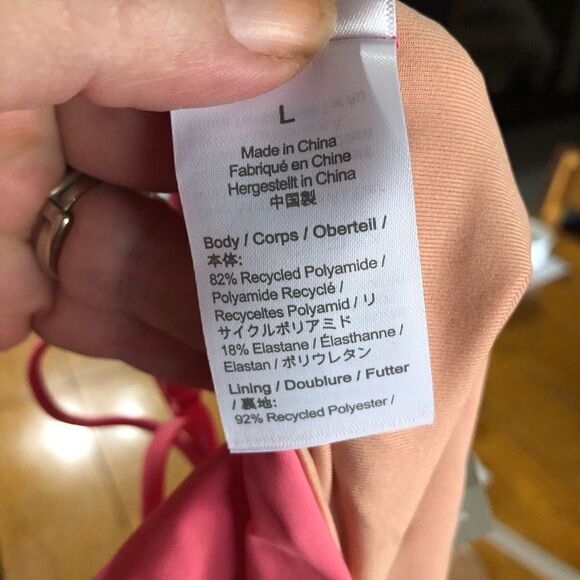 L
Made in China
Fabriqué en Chine
Hergestellt in China
中国製
Body / Corps / Oberteil /
本体:
82% Recycled Polyamide /
Polyamide Recyclé /
Recyceltes Polyamid / リ
サイクルポリアミド
18% Elastane / Élasthanne /
Elastan / ポリウレタン
Lining / Doublure / Futter
/ 裏地:
92% Recycled Polyester /